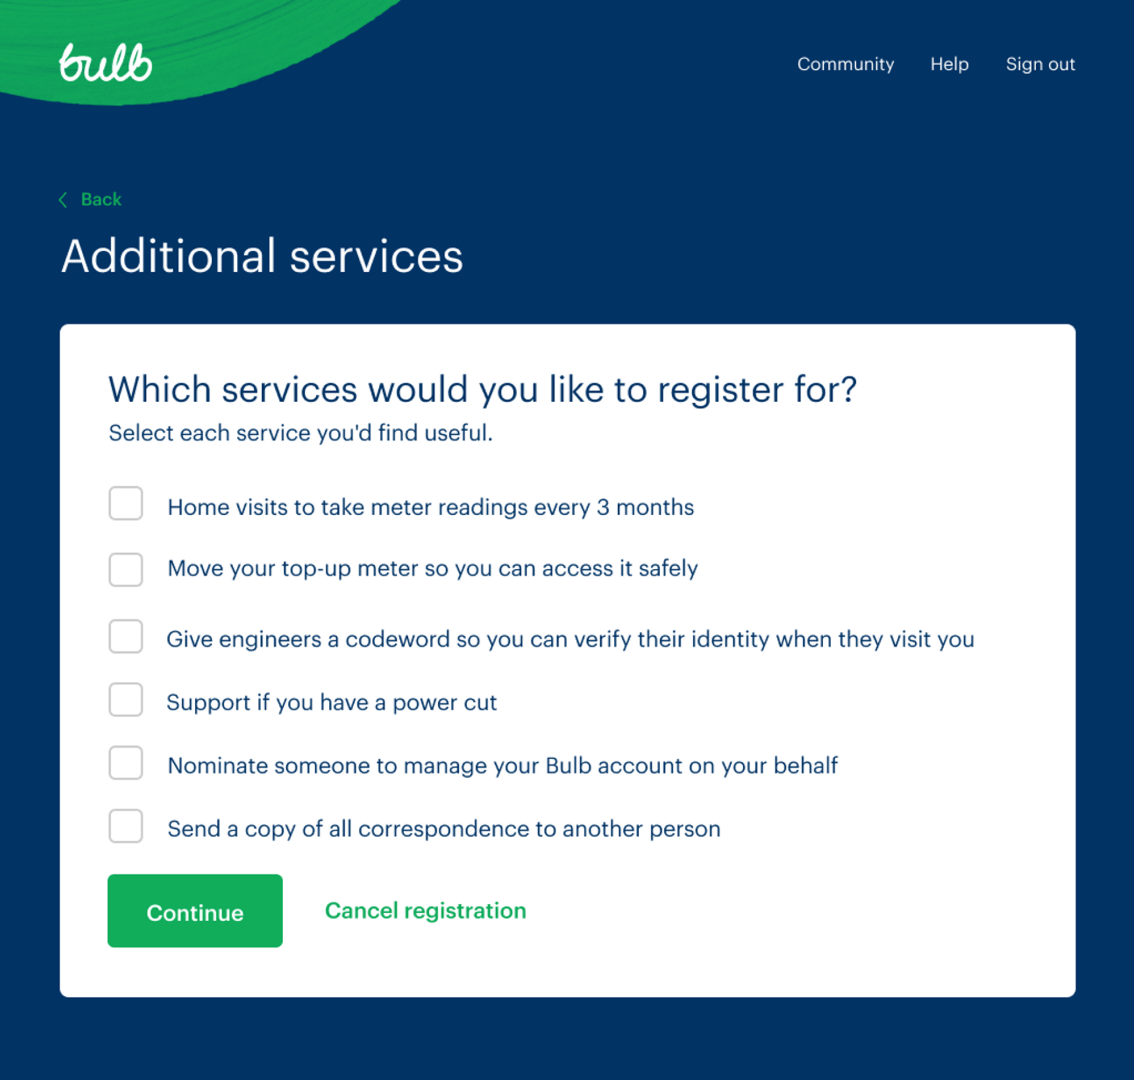 bulb
Community
Help
Sign out
Back
Additional services
Which services would you like to register for?
Select each service you'd find useful.
Home visits to take meter readings every 3 months
Move your top-up meter so you can access it safely
Give engineers a codeword so you can verify their identity when they visit you
Support if you have a power cut
Nominate someone to manage your Bulb account on your behalf
Send a copy of all correspondence to another person
Continue
Cancel registration